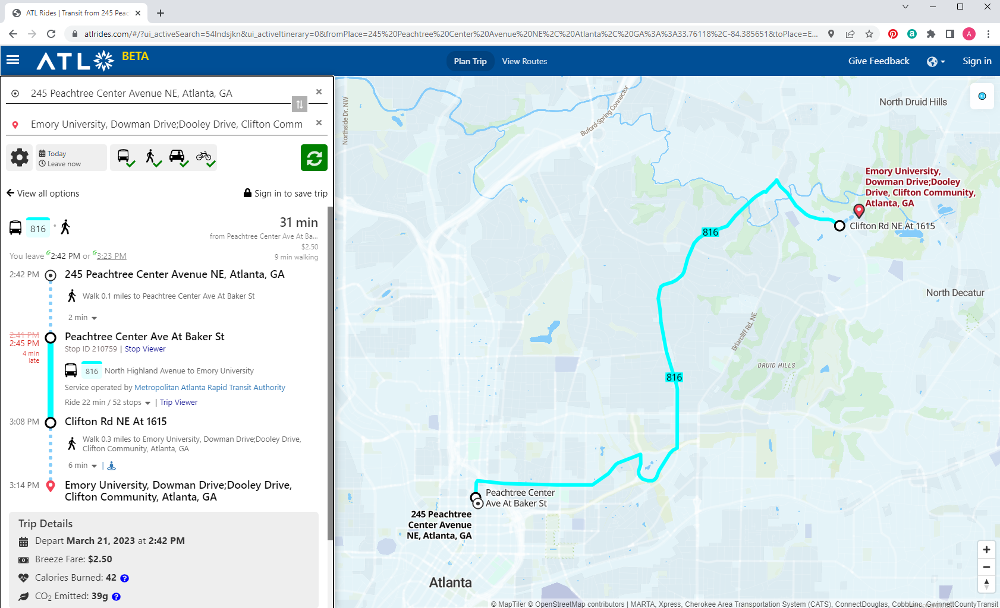 ATL Rides | Transit from 245 Peac
atlrides.com/#/?ui_activeSearch=54lndsjkn&ui_activeItinerary=0&fromPlace=245%20Peachtree%20Center%20Avenue%20NE%2C%20Atlanta%2C%20GA%3A%3A33.76118%2C-84.385651&toPlace=E...
A
ATL BETA
Plan Trip
View Routes
Give Feedback
Sign in
245 Peachtree Center Avenue NE, Atlanta, GA
Emory University, Dowman Drive;Dooley Drive, Clifton Comm
Today
Leave now
View all options
Sign in to save trip
816
31 min
from Peachtree Center Ave At Ba...
$2.50
You leave 2:42 PM or 3:23 PM
9 min walking
2:42 PM 245 Peachtree Center Avenue NE, Atlanta, GA
Walk 0.1 miles to Peachtree Center Ave At Baker St
2 min
2:41 PM Peachtree Center Ave At Baker St
2:45 PM
Stop ID 210759 | Stop Viewer
4 min
late
816 North Highland Avenue to Emory University
Service operated by Metropolitan Atlanta Rapid Transit Authority
Ride 22 min / 52 stops | Trip Viewer
3:08 PM Clifton Rd NE At 1615
Walk 0.3 miles to Emory University, Dowman Drive;Dooley Drive,
Clifton Community, Atlanta, GA
6 min |
3:14 PM Emory University, Dowman Drive;Dooley Drive,
Clifton Community, Atlanta, GA
Trip Details
Depart March 21, 2023 at 2:42 PM
Breeze Fare: $2.50
Calories Burned: 42 ?
CO2 Emitted: 39g ?
Northside Dr. NW
Buford-Spring Connector
North Druid Hills
Emory University,
Dowman Drive;Dooley
Drive, Clifton Community,
Atlanta, GA
Clifton Rd NE At 1615
816
North Decatur
Briarcliff Rd. NE
DRUID HILLS
816
Peachtree Center
Ave At Baker St
245 Peachtree
Center Avenue
NE, Atlanta, GA
Atlanta
© MapTiler © OpenStreetMap contributors | MARTA, Xpress, Cherokee Area Transportation System (CATS), ConnectDouglas, CobbLinc, GwinnettCountyTransit